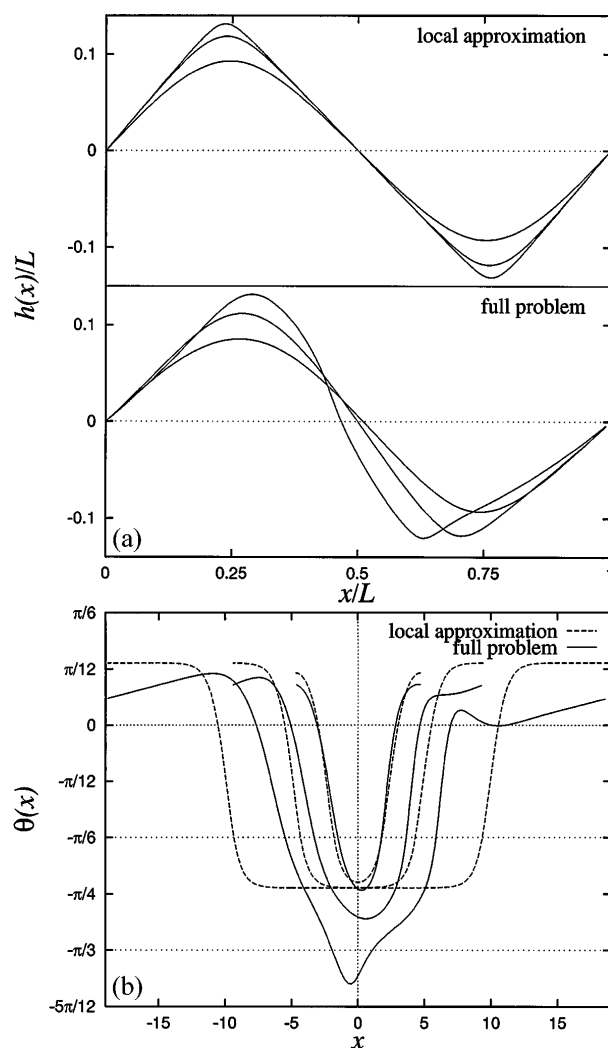 0.1
local approximation
0
-0.1
h(x)/L
full problem
0.1
0
-0.1
(a)
0
0.25
0.5
0.75
x/L
π/6
local approximation
π/12
full problem
0
-π/12
θ(x)
-π/6
-π/4
-π/3
(b)
-5π/12
-15
-10
-5
0
5
10
15
x